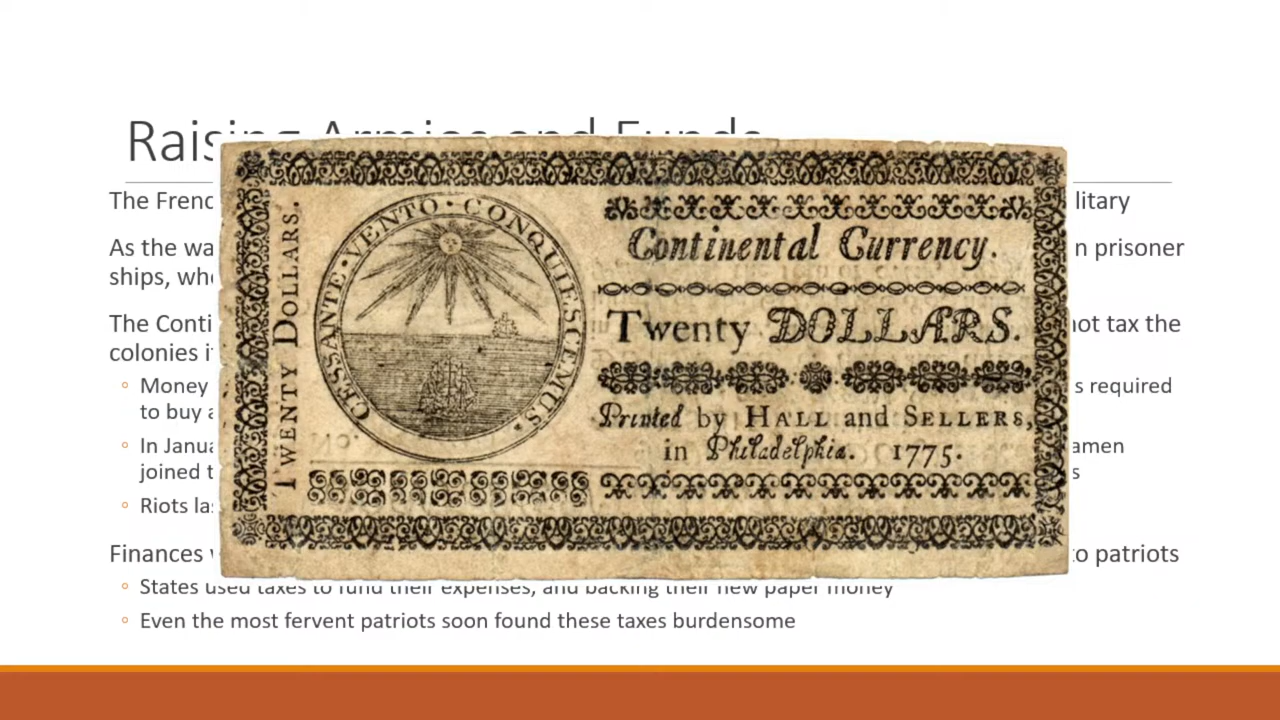 Raising Armies and Funds
The Frenc
litary
As the wa
n prisoner
ships, whe
The Conti
not tax the
colonies i
Money
s required
to buy a
In Janua
amen
joined t
s
Riots la
Finances
to patriots
States used taxes to fund their expenses, and backing their new paper money
Even the most fervent patriots soon found these taxes burdensome
TWENTY DOLLARS.
CESSANTE · VENTO · CONQUIESCEMUS.
Continental Currency.
Twenty DOLLARS.
Printed by HALL and SELLERS,
in Philadelphia. 1775.